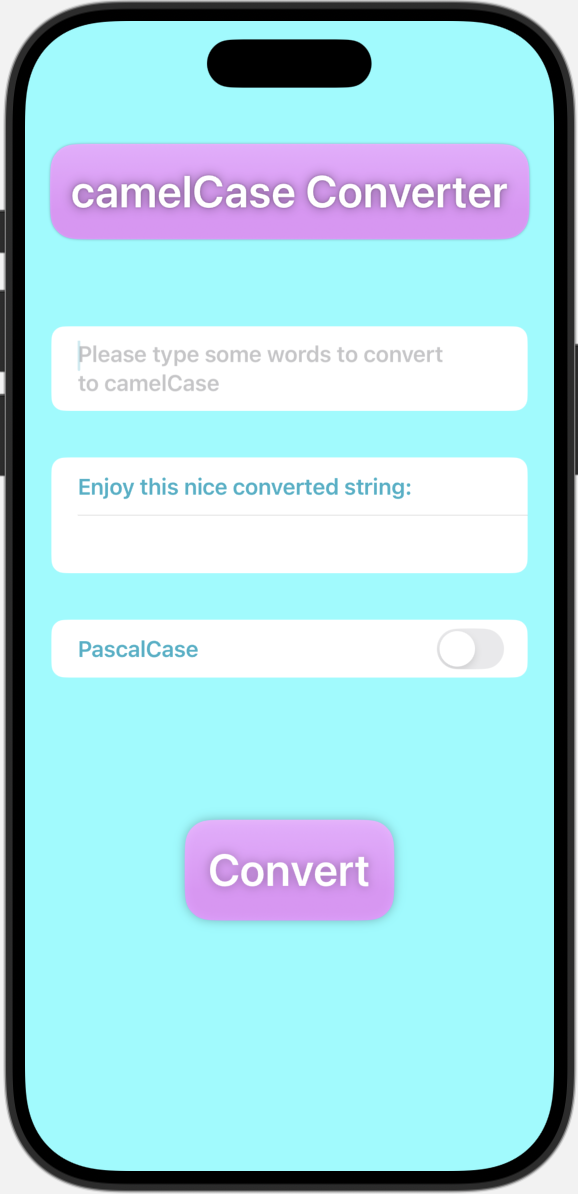 camelCase Converter
Please type some words to convert
to camelCase
Enjoy this nice converted string:
PascalCase
Convert